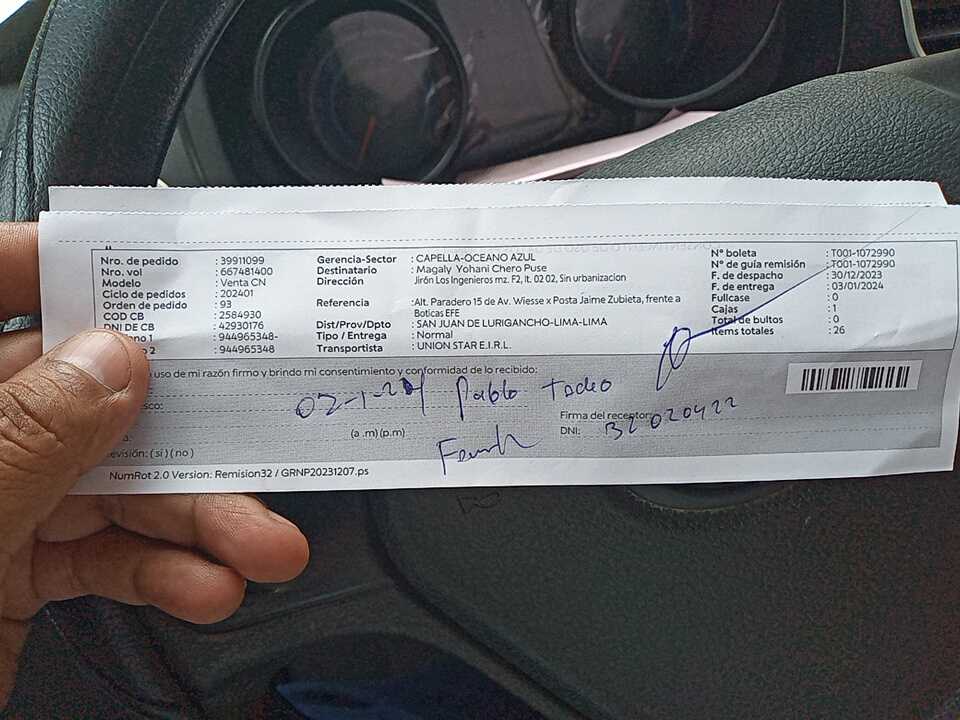 Nro. de pedido : 39911099
Nro. vol : 667481400
Modelo : Venta CN
Ciclo de pedidos : 202401
Orden de pedido : 93
COD CB : 2584930
DNI DE CB : 42930176
ono 1 : 944965348-
o 2 : 944965348
Gerencia-Sector : CAPELLA-OCEANO AZUL
Destinatario : Magaly Yohani Chero Puse
Dirección : Jirón Los Ingenieros mz. F2, lt. 02 02, Sin urbanizacion
Referencia : Alt. Paradero 15 de Av. Wiesse x Posta Jaime Zubieta, frente a
Boticas EFE
Dist/Prov/Dpto : SAN JUAN DE LURIGANCHO-LIMA-LIMA
Tipo / Entrega : Normal
Transportista : UNION STAR E.I.R.L.
N° boleta : T001-1072990
N° de guía remisión : T001-1072990
F. de despacho : 30/12/2023
F. de entrega : 03/01/2024
Fullcase : 0
Cajas : 1
Total de bultos : 0
Items totales : 26
uso de mi razón firmo y brindo mi consentimiento y conformidad de lo recibido:
Pablo
(a .m) (p.m)
Firma del receptor:
DNI:
evisión: ( si ) ( no )
NumRot 2.0 Version: Remision32 / GRNP20231207.ps